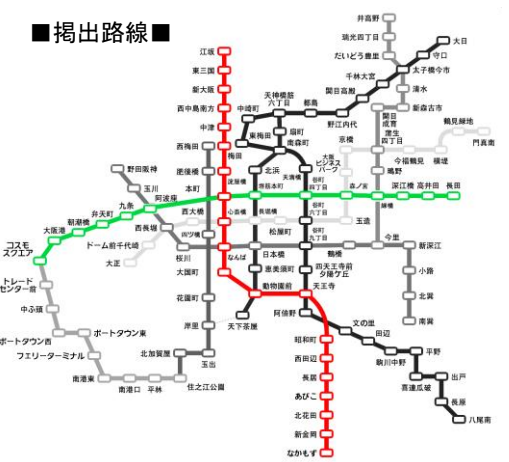 ■掲出路線■
江坂
東三国
新大阪
西中島南方
中津
梅田
淀屋橋
本町
心斎橋
なんば
大国町
動物園前
天王寺
昭和町
西田辺
長居
あびこ
北花田
新金岡
なかもず
コスモ
スクエア
大阪港
朝潮橋
弁天町
九条
阿波座
堺筋本町
谷町
四丁目
森ノ宮
緑橋
深江橋
高井田
長田
西梅田
肥後橋
四ツ橋
花園町
岸里
玉出
北加賀屋
住之江公園
平林
南港口
南港東
フェリーターミナル
ポートタウン西
ポートタウン東
中ふ頭
トレード
センター前
野田阪神
玉川
西長堀
桜川
ドーム前千代崎
大正
西大橋
長堀橋
松屋町
谷町
六丁目
玉造
大阪
ビジネス
パーク
京橋
蒲生
四丁目
今福鶴見
横堤
鶴見緑地
門真南
天神橋筋
六丁目
中崎町
東梅田
扇町
南森町
北浜
天満橋
都島
野江内代
関目高殿
千林大宮
太子橋今市
守口
大日
井高野
瑞光四丁目
だいどう豊里
清水
新森古市
関目
成育
鴫野
今里
新深江
小路
北巽
南巽
鶴橋
谷町
九丁目
日本橋
恵美須町
四天王寺前
夕陽ケ丘
天下茶屋
阿倍野
文の里
田辺
駒川中野
平野
喜連瓜破
出戸
長原
八尾南